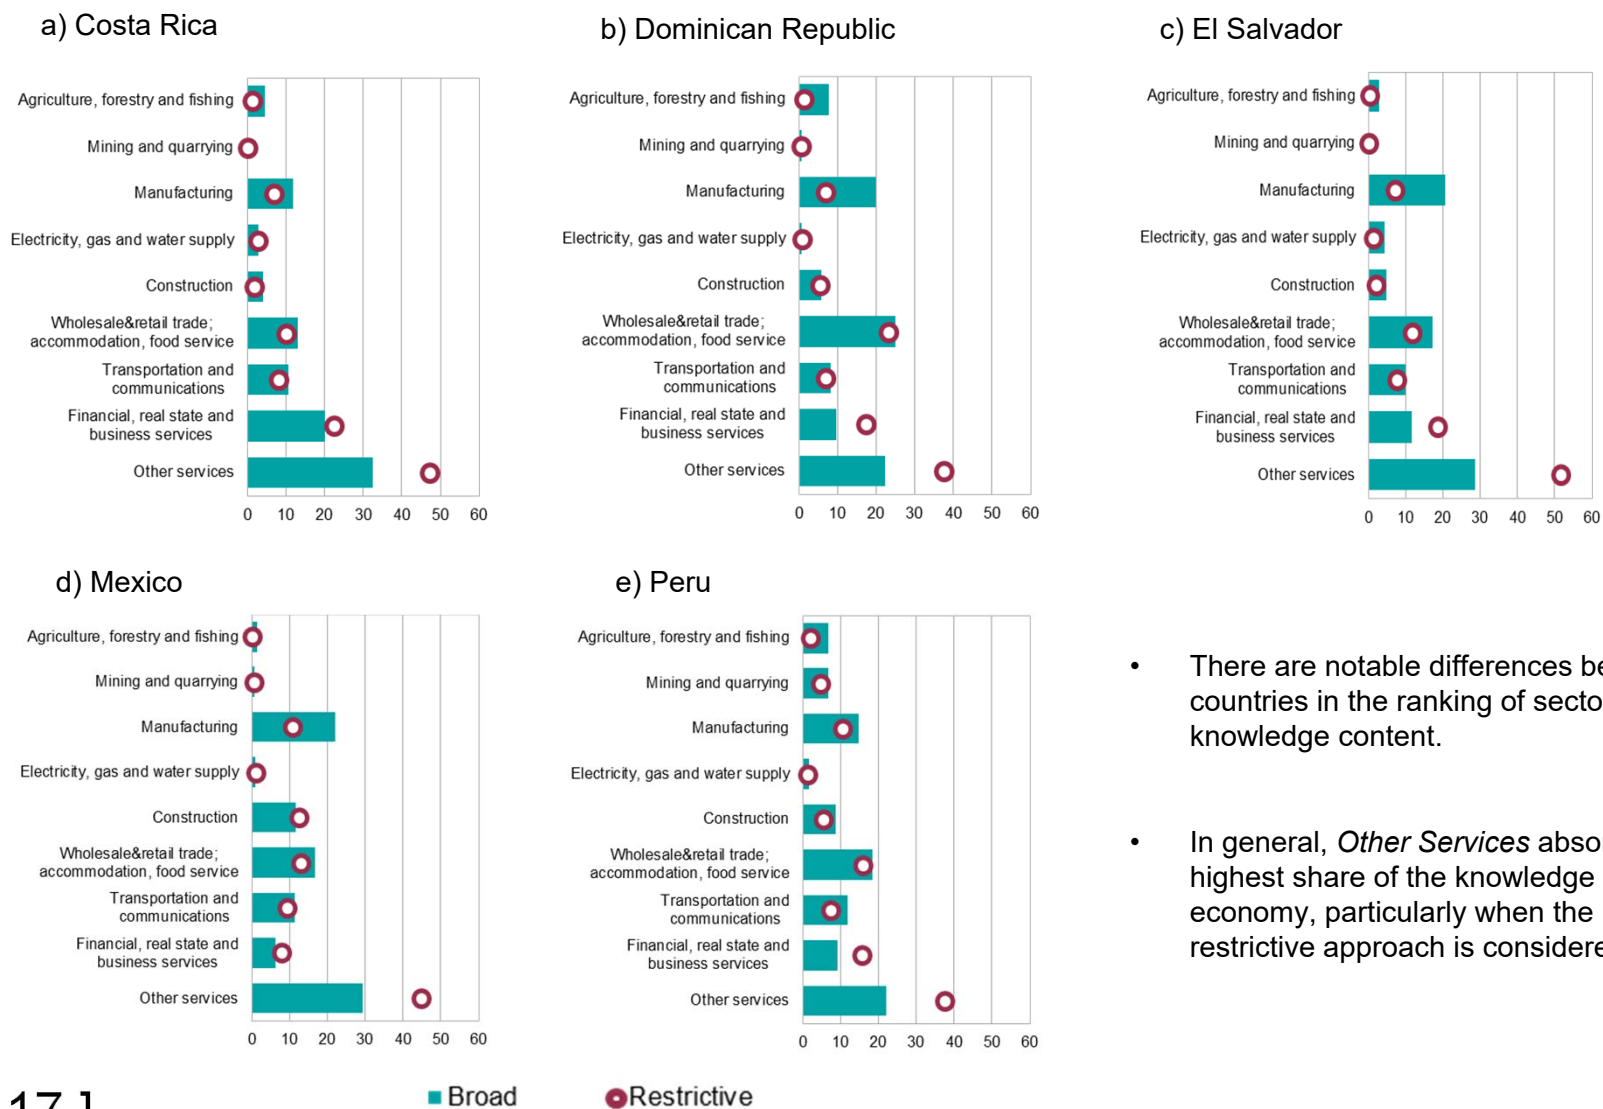 a) Costa Rica
Agriculture, forestry and fishing
Mining and quarrying
Manufacturing
Electricity, gas and water supply
Construction
Wholesale&retail trade;
accommodation, food service
Transportation and
communications
Financial, real state and
business services
Other services
0 10 20 30 40 50 60
b) Dominican Republic
Agriculture, forestry and fishing
Mining and quarrying
Manufacturing
Electricity, gas and water supply
Construction
Wholesale&retail trade;
accommodation, food service
Transportation and
communications
Financial, real state and
business services
Other services
0 10 20 30 40 50 60
c) El Salvador
Agriculture, forestry and fishing
Mining and quarrying
Manufacturing
Electricity, gas and water supply
Construction
Wholesale&retail trade;
accommodation, food service
Transportation and
communications
Financial, real state and
business services
Other services
0 10 20 30 40 50 60
d) Mexico
Agriculture, forestry and fishing
Mining and quarrying
Manufacturing
Electricity, gas and water supply
Construction
Wholesale&retail trade;
accommodation, food service
Transportation and
communications
Financial, real state and
business services
Other services
0 10 20 30 40 50 60
e) Peru
Agriculture, forestry and fishing
Mining and quarrying
Manufacturing
Electricity, gas and water supply
Construction
Wholesale&retail trade;
accommodation, food service
Transportation and
communications
Financial, real state and
business services
Other services
0 10 20 30 40 50 60
• There are notable differences
countries in the ranking of
knowledge content.
• In general, Other Services
highest share of the knowledge
economy, particularly when the
restrictive approach is
Broad Restrictive